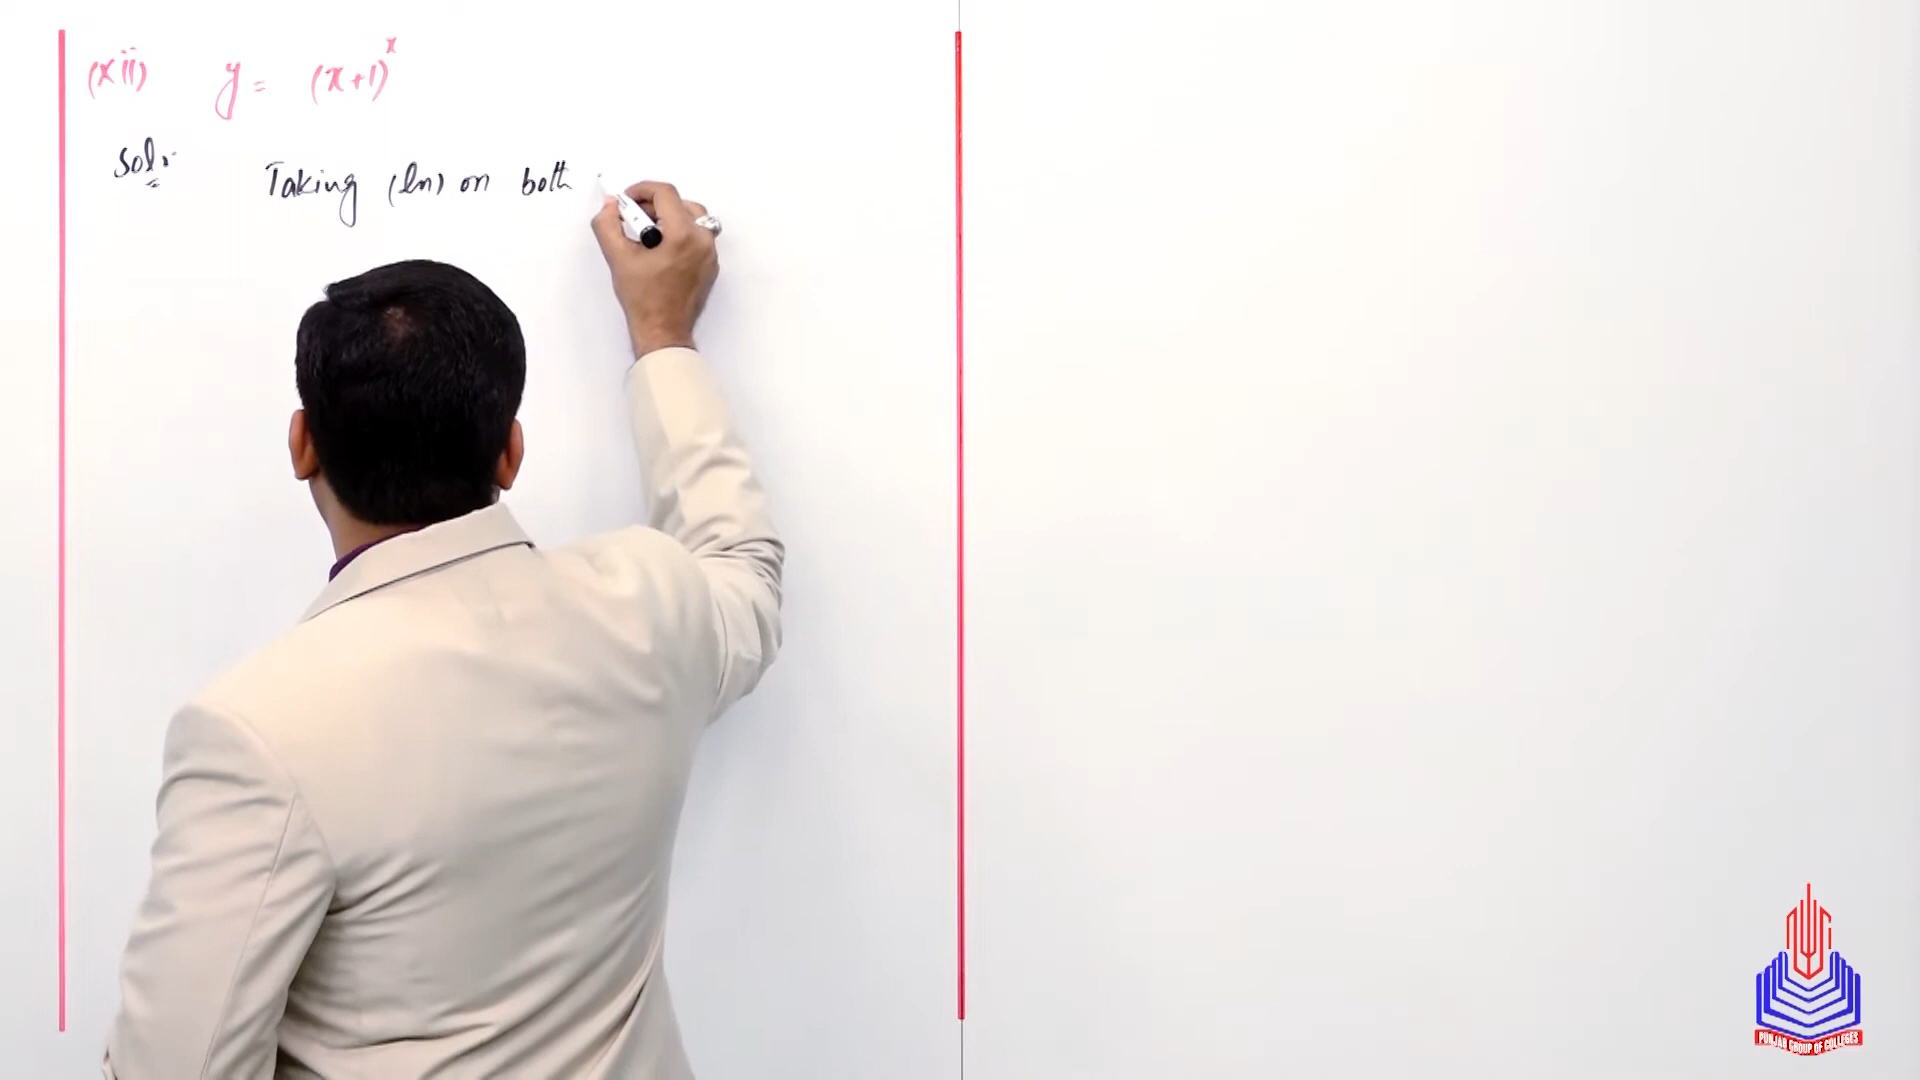 (xii) y = (x+1)^x
Sol:
Taking (ln) on both
PUNJAB GROUP OF COLLEGES